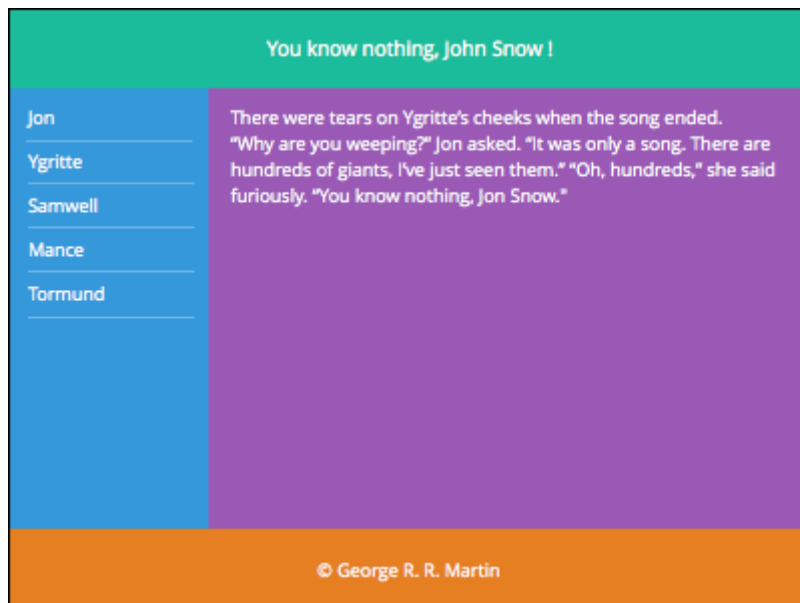 You know nothing, John Snow !
Jon
Ygritte
Samwell
Mance
Tormund
There were tears on Ygritte’s cheeks when the song ended.
“Why are you weeping?” Jon asked. “It was only a song. There are
hundreds of giants, I’ve just seen them.” “Oh, hundreds,” she said
furiously. “You know nothing, Jon Snow."
© George R. R. Martin